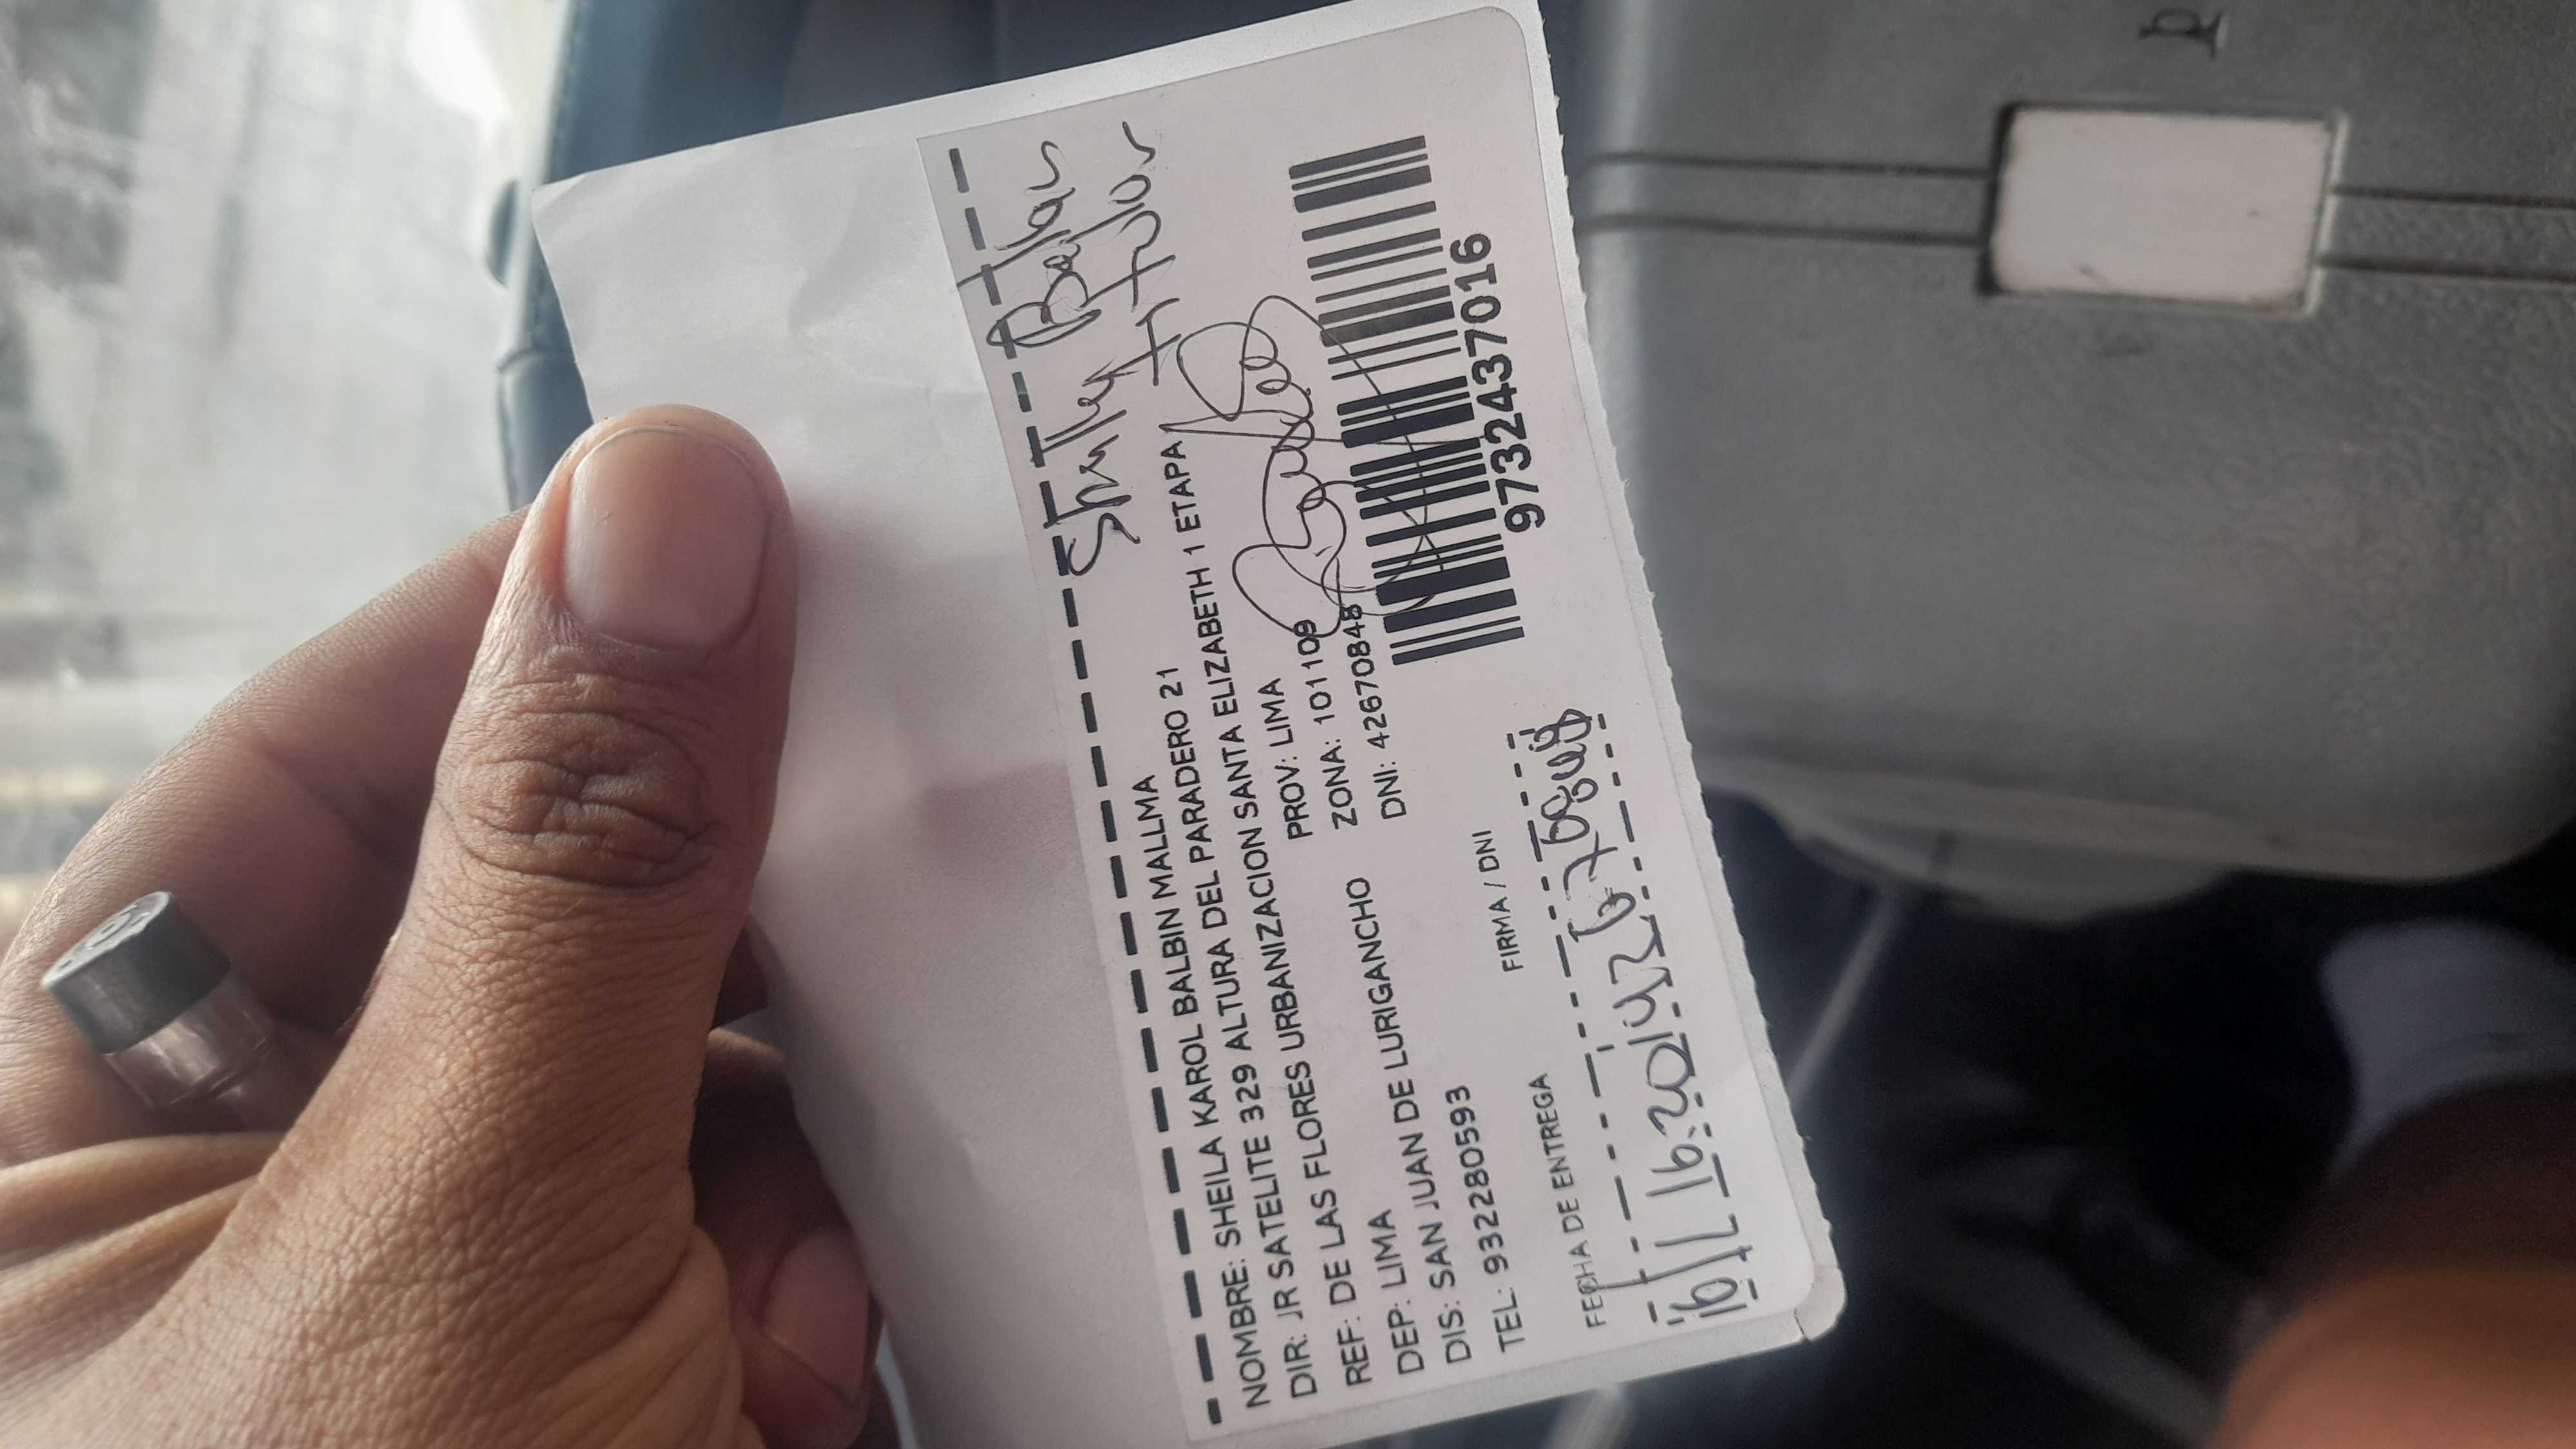 Sheila Balbin
NOMBRE: SHEILA KAROL BALBIN MALLMA
DIR: JR SATELITE 329 ALTURA DEL PARADERO 21
REF: DE LAS FLORES URBANIZACION SANTA ELIZABETH 1 ETAPA
DEP: LIMA PROV: LIMA
DIS: SAN JUAN DE LURIGANCHO ZONA: 101109
TEL: 932280593 DNI: 42670848
9732437016
FECHA DE ENTREGA FIRMA / DNI